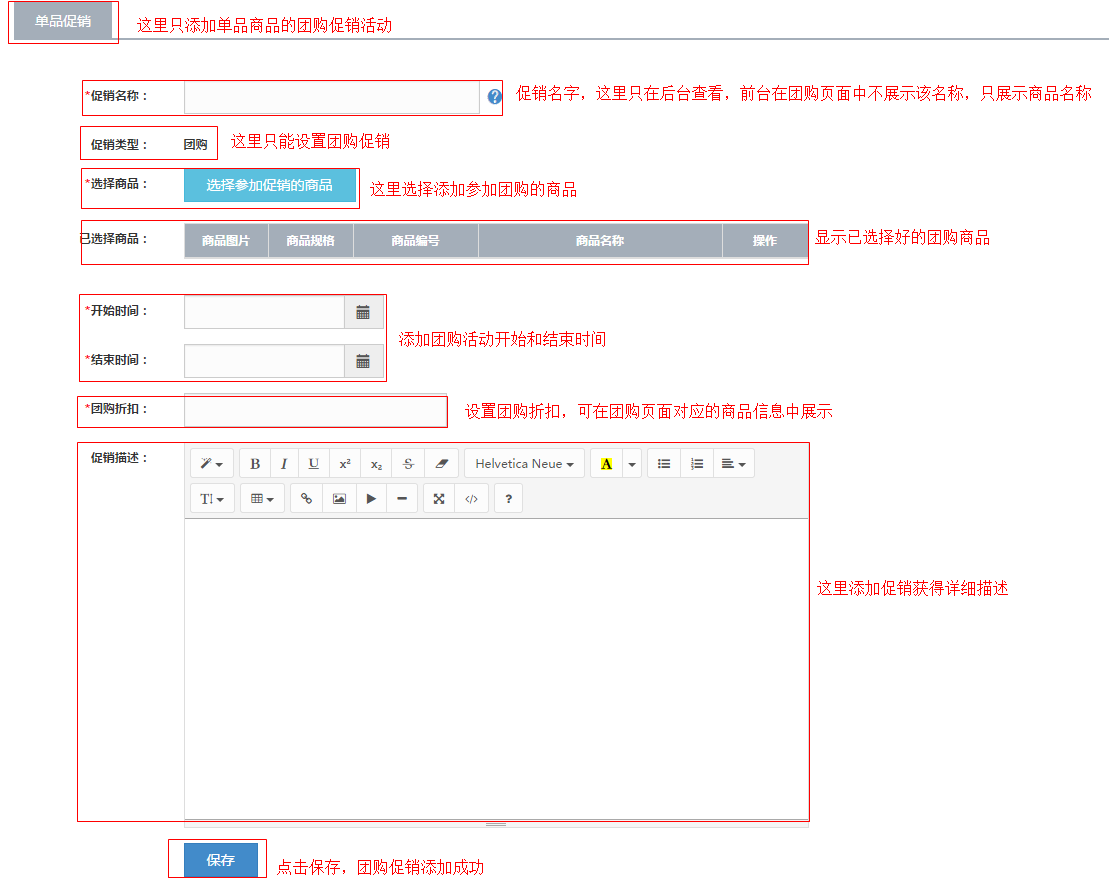 单品促销 这里只添加单品商品的团购促销活动
*促销名称： ? 促销名字，这里只在后台查看，前台在团购页面中不展示该名称，只展示商品名称
促销类型： 团购 这里只能设置团购促销
*选择商品： 选择参加促销的商品 这里选择添加参加团购的商品
已选择商品： 商品图片 商品规格 商品编号 商品名称 操作 显示已选择好的团购商品
*开始时间：
添加团购活动开始和结束时间
*结束时间：
*团购折扣： 设置团购折扣，可在团购页面对应的商品信息中展示
促销描述： B I U x² x₂ S Helvetica Neue A
T! </> ?
这里添加促销获得详细描述
保存 点击保存，团购促销添加成功